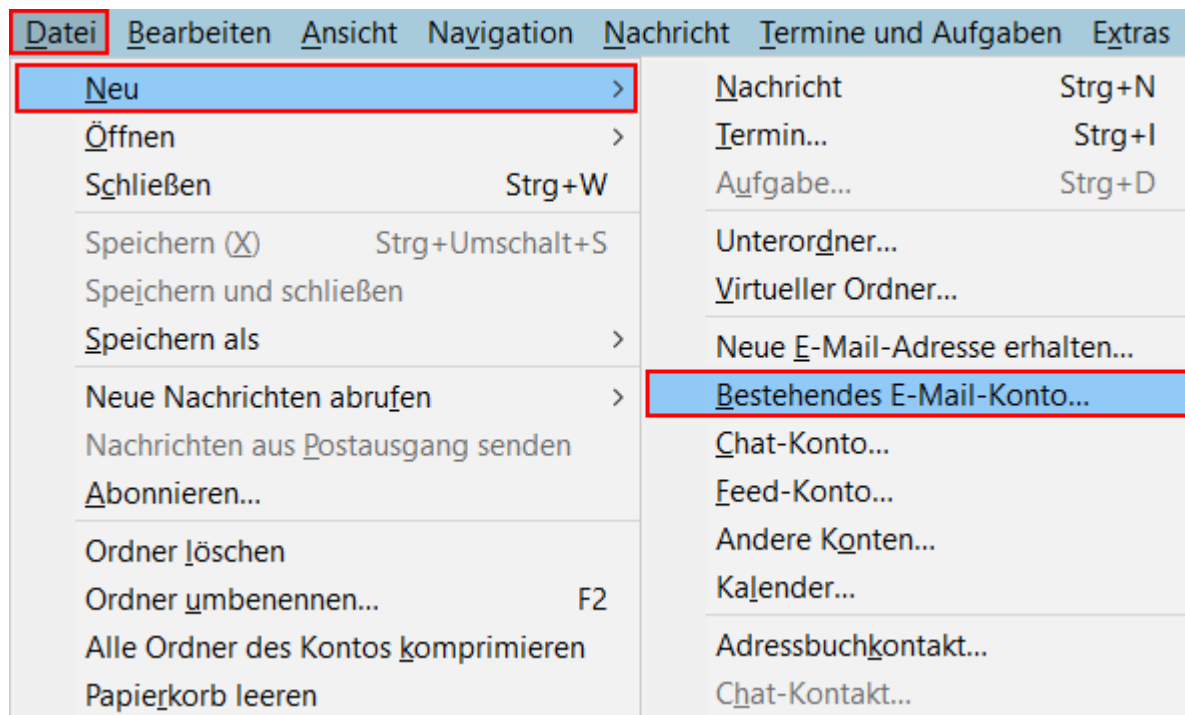 Datei Bearbeiten Ansicht Navigation Nachricht Termine und Aufgaben Extras
Neu
Öffnen
Schließen Strg+W
Speichern (X) Strg+Umschalt+S
Speichern und schließen
Speichern als
Neue Nachrichten abrufen
Nachrichten aus Postausgang senden
Abonnieren...
Ordner löschen
Ordner umbenennen... F2
Alle Ordner des Kontos komprimieren
Papierkorb leeren
Nachricht Strg+N
Termin... Strg+I
Aufgabe... Strg+D
Unterordner...
Virtueller Ordner...
Neue E-Mail-Adresse erhalten...
Bestehendes E-Mail-Konto...
Chat-Konto...
Feed-Konto...
Andere Konten...
Kalender...
Adressbuchkontakt...
Chat-Kontakt...